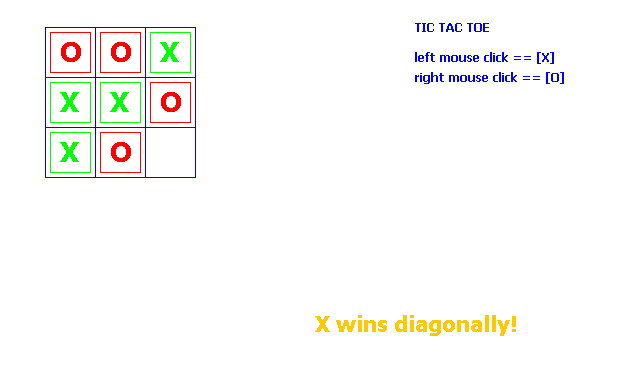 TIC TAC TOE
left mouse click == [X]
right mouse click == [O]
O O X
X X O
X O
X wins diagonally!